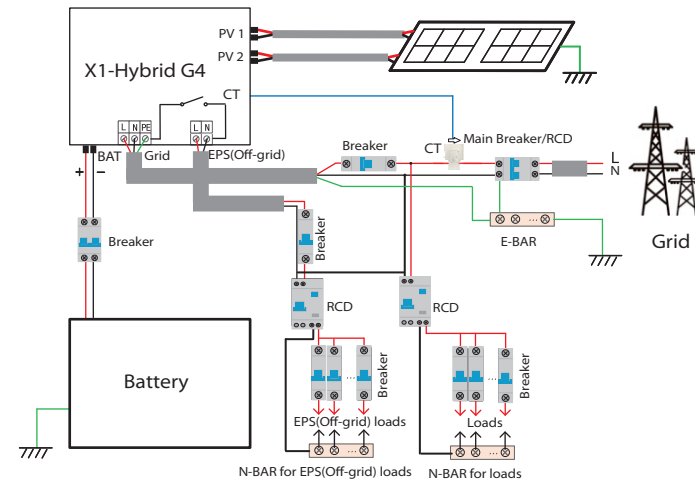 PV 1
PV 2
X1-Hybrid G4
CT
L N PE
L N
BAT
Grid
EPS(Off-grid)
+
−
Breaker
CT
Main Breaker/RCD
L
N
Grid
E-BAR
Breaker
Breaker
RCD
RCD
Battery
...
Breaker
...
Breaker
EPS(Off-grid) loads
Loads
...
...
N-BAR for EPS(Off-grid) loads
N-BAR for loads